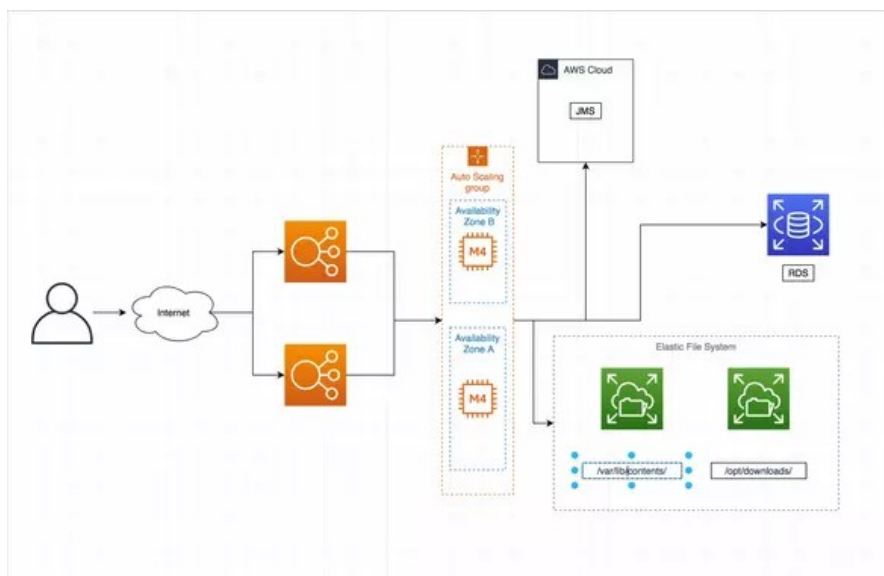 AWS Cloud
JMS
Auto Scaling
group
Availability
Zone B
M4
RDS
Internet
Availability
Zone A
M4
Elastic File System
/var/lib/contents/
/opt/downloads/